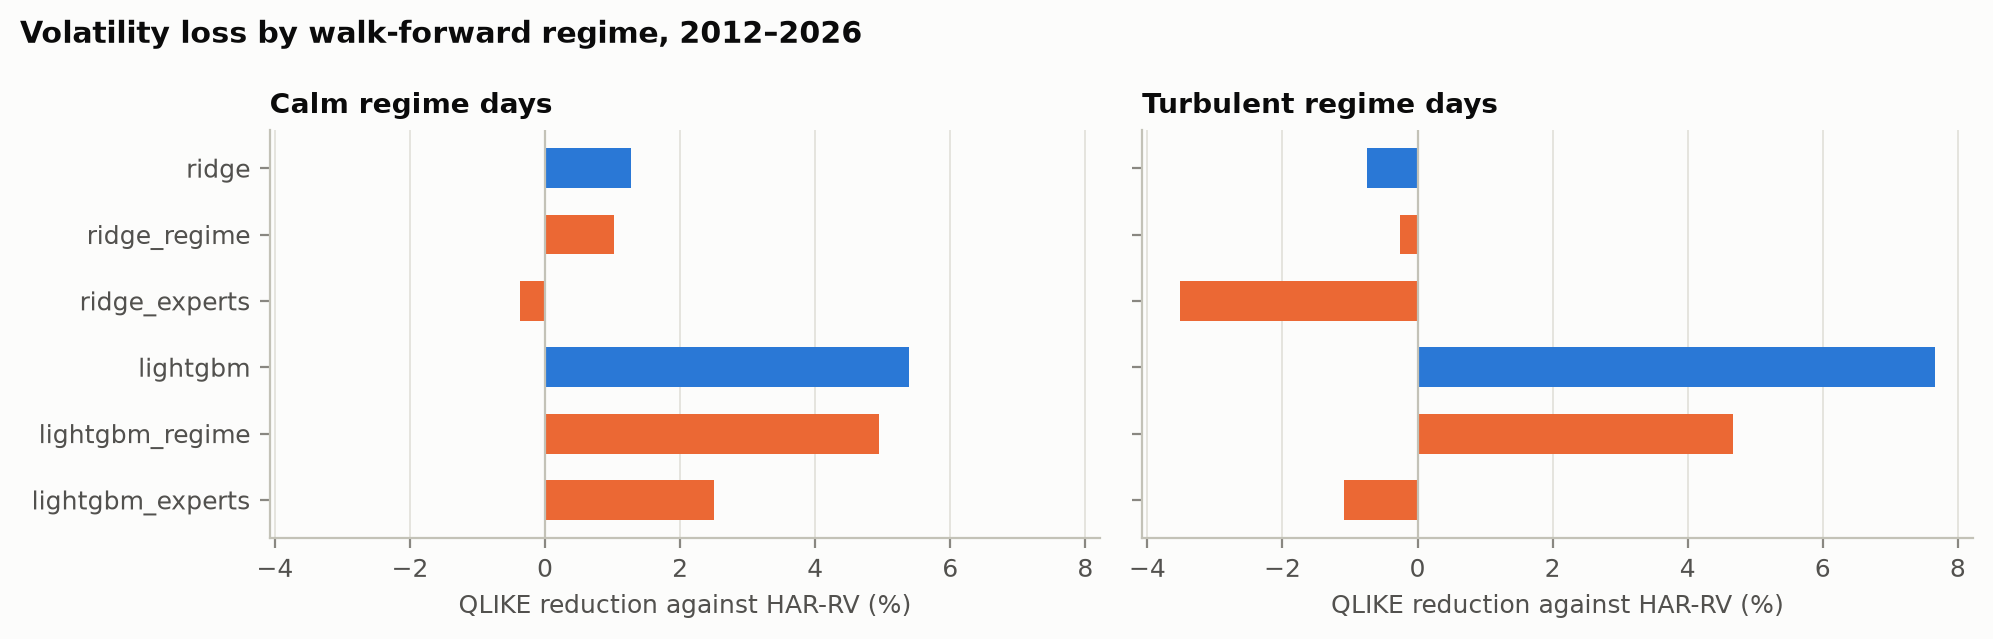 Volatility loss by walk-forward regime, 2012–2026
Calm regime days
ridge
ridge_regime
ridge_experts
lightgbm
lightgbm_regime
lightgbm_experts
−4 −2 0 2 4 6 8
QLIKE reduction against HAR-RV (%)
Turbulent regime days
−4 −2 0 2 4 6 8
QLIKE reduction against HAR-RV (%)